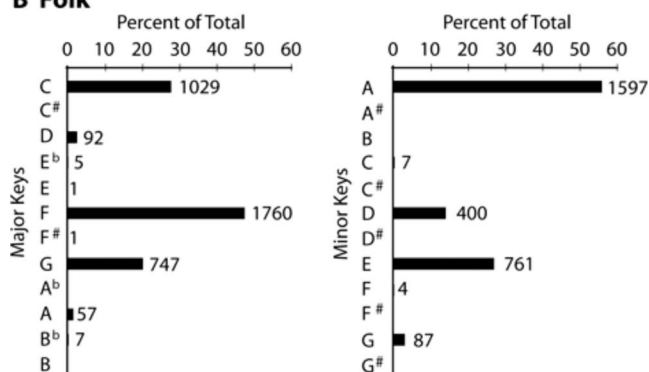 B Folk
Percent of Total
0 10 20 30 40 50 60
Major Keys
C 1029
C#
D 92
Eb 5
E 1
F 1760
F# 1
G 747
Ab
A 57
Bb 7
B
Percent of Total
0 10 20 30 40 50 60
Minor Keys
A 1597
A#
B
C 7
C#
D 400
D#
E 761
F 4
F#
G 87
G#